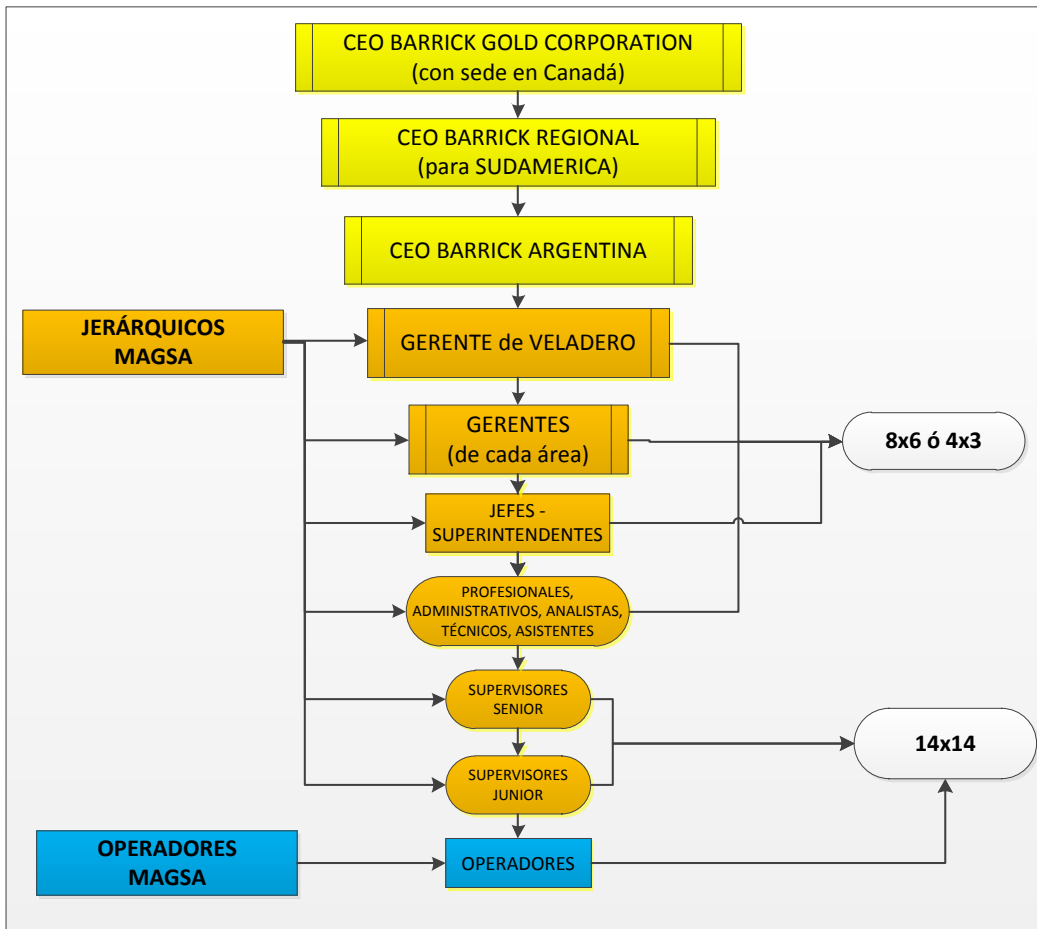 CEO BARRICK GOLD CORPORATION
(con sede en Canadá)
CEO BARRICK REGIONAL
(para SUDAMERICA)
CEO BARRICK ARGENTINA
JERÁRQUICOS
MAGSA
GERENTE de VELADERO
GERENTES
(de cada área)
8x6 ó 4x3
JEFES -
SUPERINTENDENTES
PROFESIONALES,
ADMINISTRATIVOS, ANALISTAS,
TÉCNICOS, ASISTENTES
SUPERVISORES
SENIOR
14x14
SUPERVISORES
JUNIOR
OPERADORES
MAGSA
OPERADORES